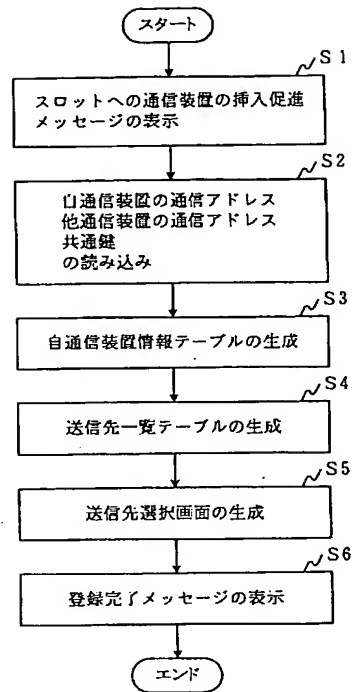 スタート
S1
スロットへの通信装置の挿入促進
メッセージの表示
S2
自通信装置の通信アドレス
他通信装置の通信アドレス
共通鍵
の読み込み
S3
自通信装置情報テーブルの生成
S4
送信先一覧テーブルの生成
S5
送信先選択画面の生成
S6
登録完了メッセージの表示
エンド